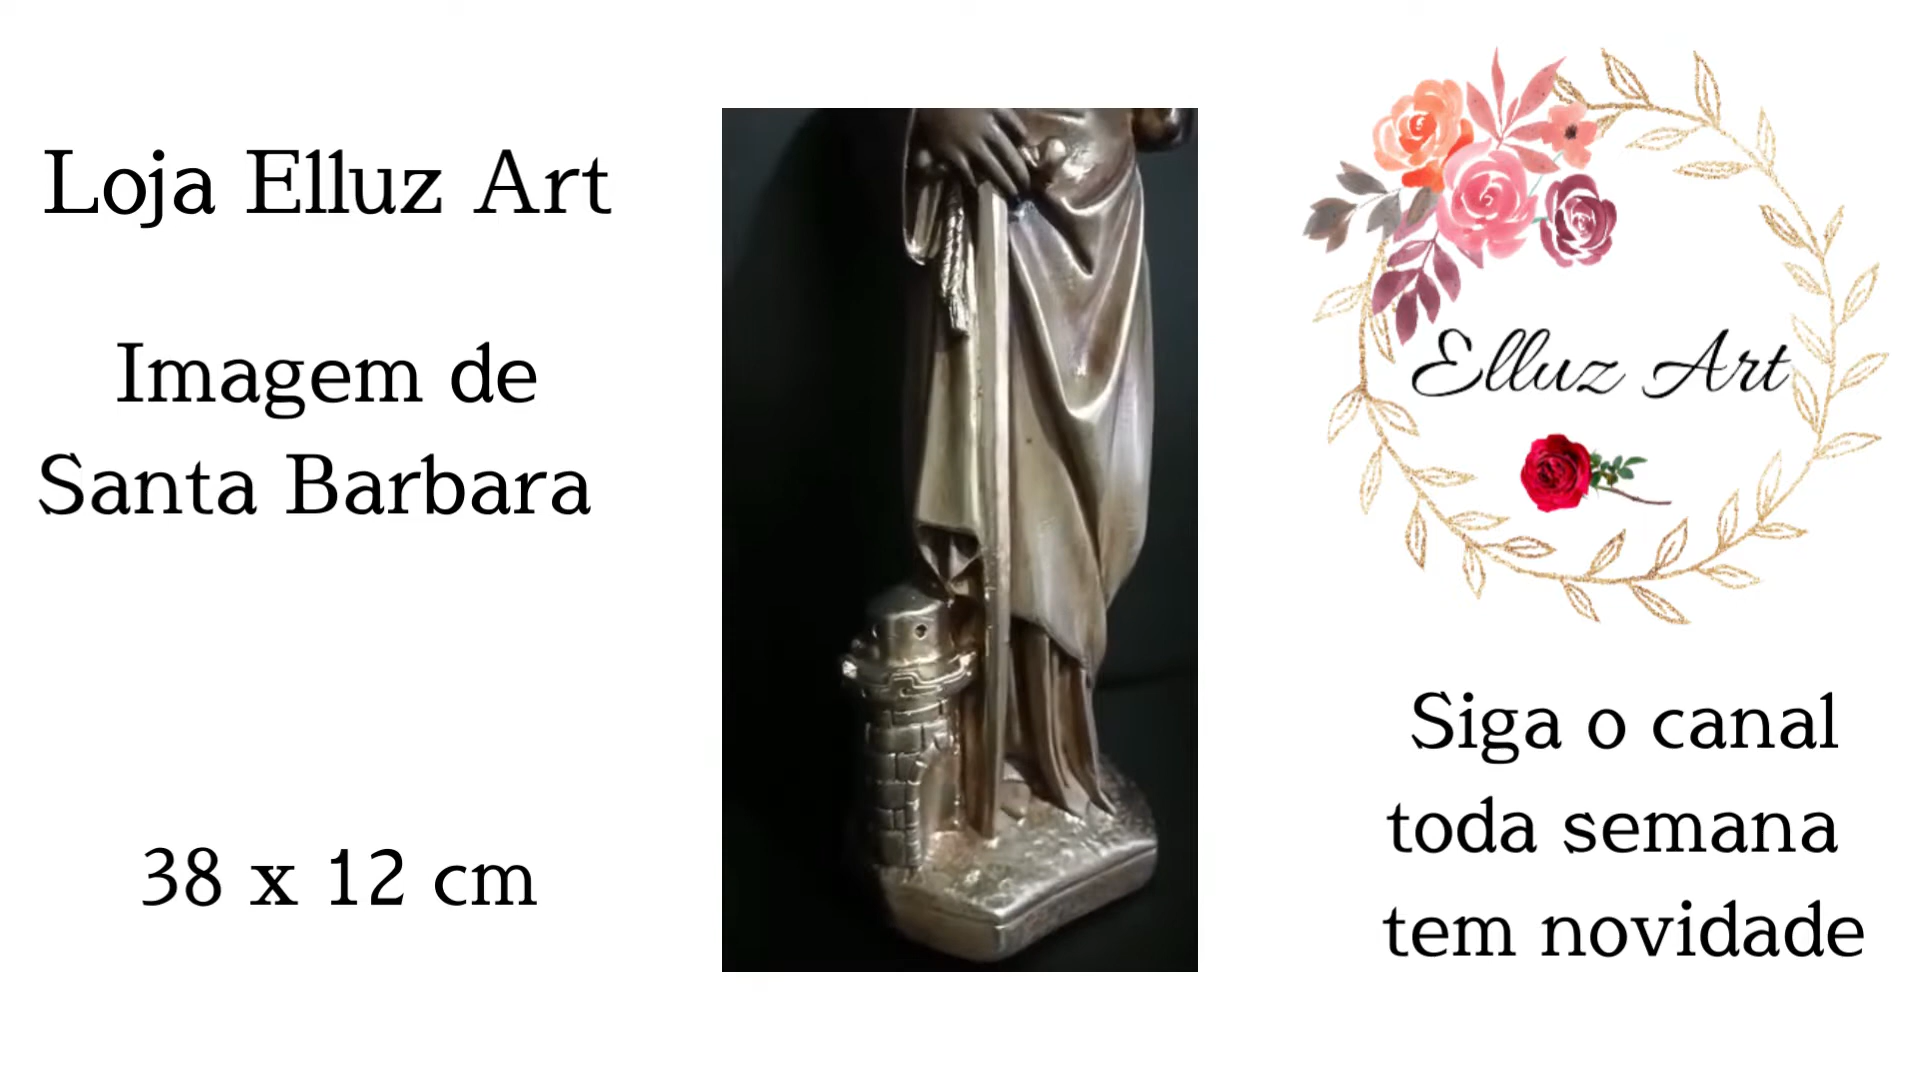 Loja Elluz Art
Imagem de
Santa Barbara
38 x 12 cm
Elluz Art
Siga o canal
toda semana
tem novidade